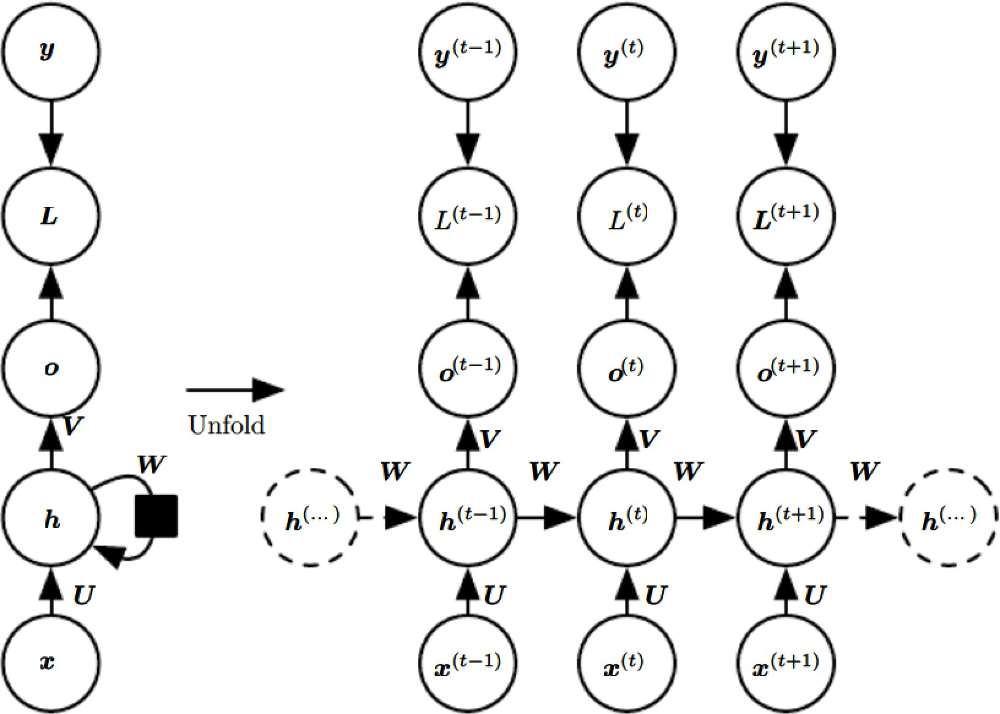 y y^(t−1) y^(t) y^(t+1)
L L^(t−1) L^(t) L^(t+1)
o o^(t−1) o^(t) o^(t+1)
Unfold
V V V V
W W W W W
h h^(...) h^(t−1) h^(t) h^(t+1) h^(...)
U U U U
x x^(t−1) x^(t) x^(t+1)